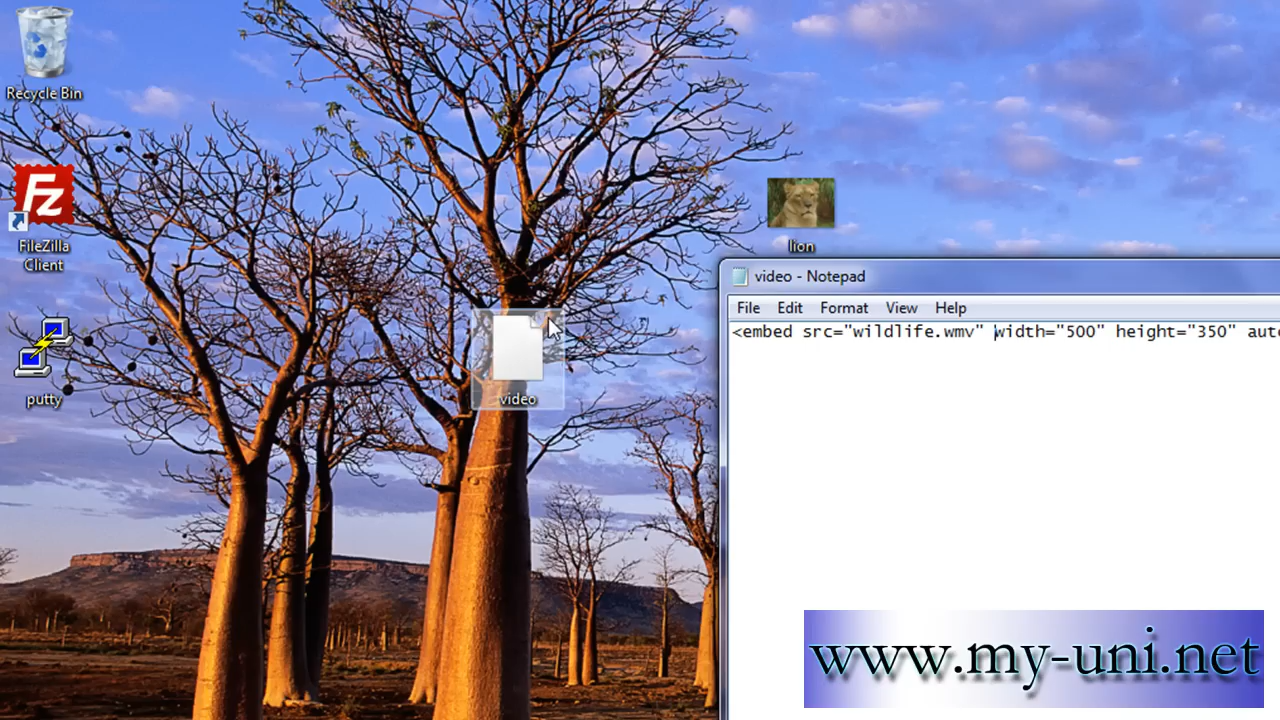 Recycle Bin
FileZilla
Client
putty
video
lion
video - Notepad
File Edit Format View Help
<embed src="wildlife.wmv" width="500" height="350" auto
www.my-uni.net